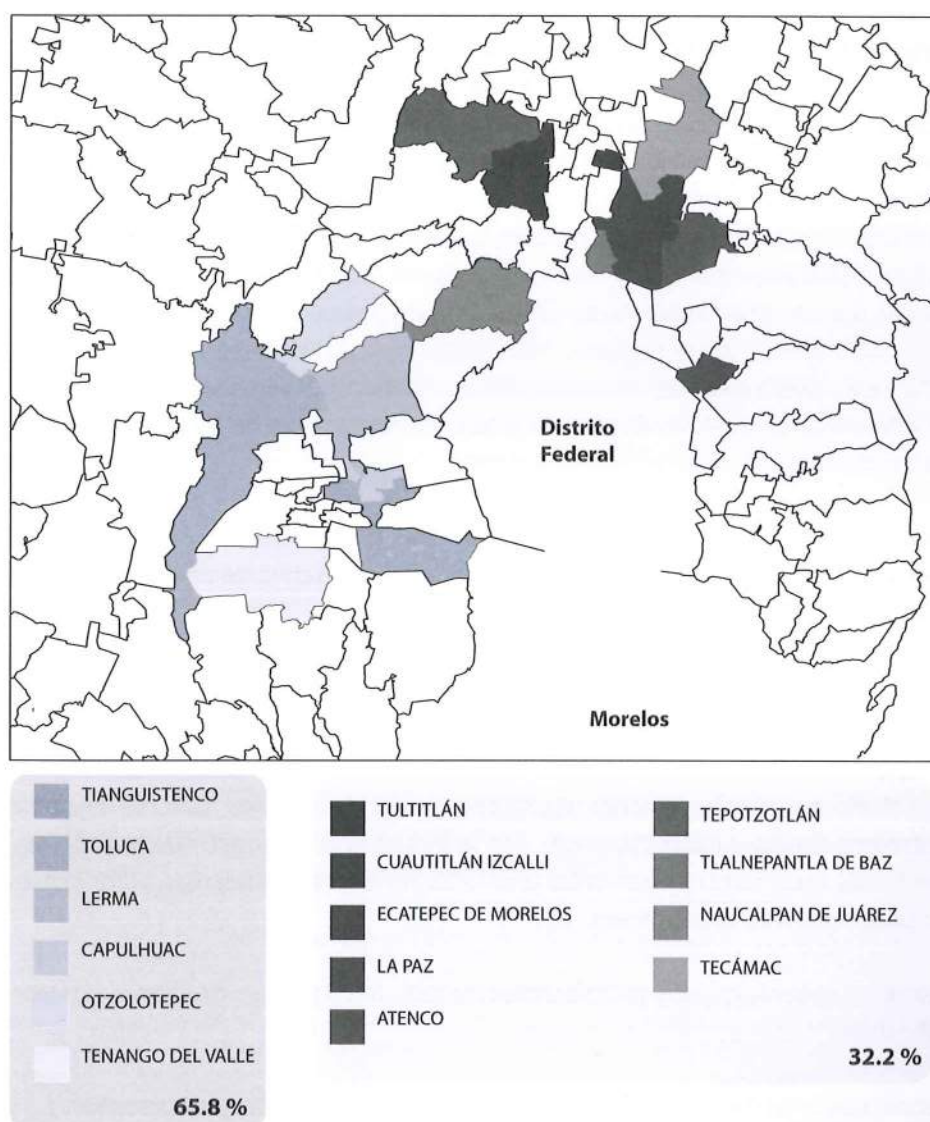 Distrito
Federal
Morelos
TIANGUISTENCO
TOLUCA
LERMA
CAPULHUAC
OTZOLOTEPEC
TENANGO DEL VALLE
65.8 %
TULTITLÁN
CUAUTITLÁN IZCALLI
ECATEPEC DE MORELOS
LA PAZ
ATENCO
TEPOTZOTLÁN
TLALNEPANTLA DE BAZ
NAUCALPAN DE JUÁREZ
TECÁMAC
32.2 %